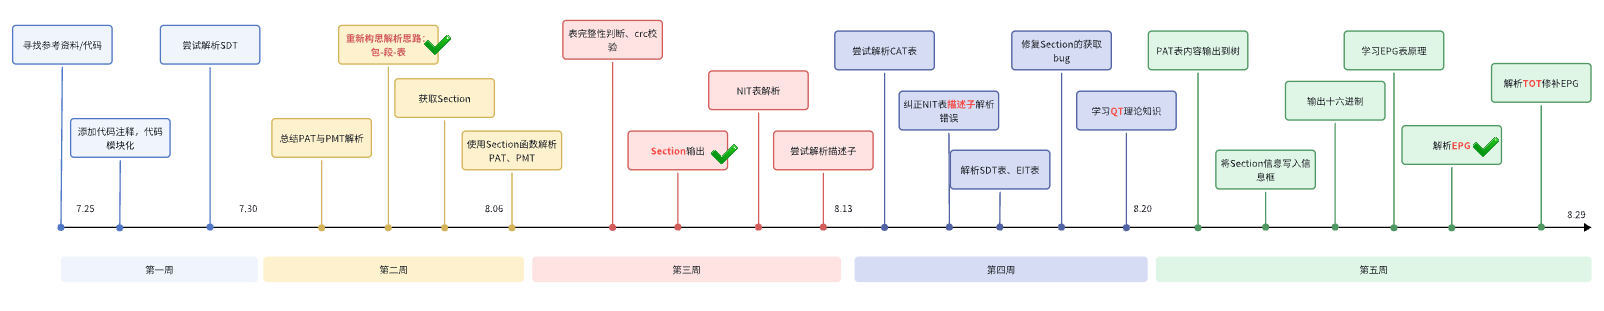 寻找参考资料/代码
添加代码注释，代码
模块化
尝试解析SDT
总结PAT与PMT解析
重新构思解析思路：
包-段-表
获取Section
使用Section函数解析
PAT、PMT
表完整性判断、crc校
验
Section输出
NIT表解析
尝试解析描述子
尝试解析CAT表
纠正NIT表描述子解析
错误
解析SDT表、EIT表
修复Section的获取
bug
学习QT理论知识
PAT表内容输出到树
将Section信息写入信
息框
输出十六进制
学习EPG表原理
解析EPG
解析TOT修补EPG
7.25
7.30
8.06
8.13
8.20
8.29
第一周
第二周
第三周
第四周
第五周